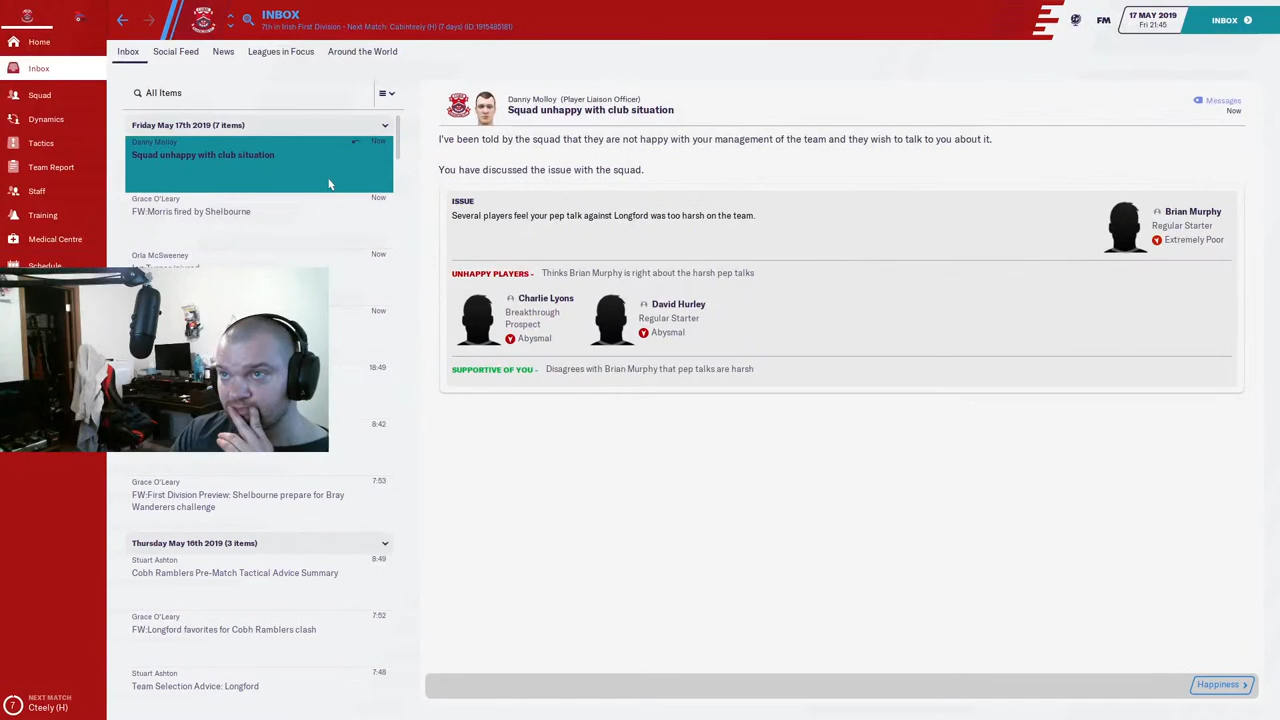 INBOX
7th in Irish First Division - Next Match: Cabinteely (H) (7 days) (ID:1915485181)
FM
17 MAY 2019
Fri 21:45
INBOX
Home
Inbox
Squad
Dynamics
Tactics
Team Report
Staff
Training
Medical Centre
Schedule
NEXT MATCH
7
Cteely (H)
Inbox
Social Feed
News
Leagues in Focus
Around the World
All Items
Friday May 17th 2019 (7 items)
Danny Molloy
Now
Squad unhappy with club situation
Grace O'Leary
Now
FW:Morris fired by Shelbourne
Orla McSweeney
Now
Now
18:49
8:42
Grace O'Leary
7:53
FW:First Division Preview: Shelbourne prepare for Bray
Wanderers challenge
Thursday May 16th 2019 (3 items)
Stuart Ashton
8:49
Cobh Ramblers Pre-Match Tactical Advice Summary
Grace O'Leary
7:52
FW:Longford favorites for Cobh Ramblers clash
Stuart Ashton
7:48
Team Selection Advice: Longford
Danny Molloy (Player Liaison Officer)
Squad unhappy with club situation
Messages
Now
I've been told by the squad that they are not happy with your management of the team and they wish to talk to you about it.
You have discussed the issue with the squad.
ISSUE
Several players feel your pep talk against Longford was too harsh on the team.
Brian Murphy
Regular Starter
Extremely Poor
UNHAPPY PLAYERS - Thinks Brian Murphy is right about the harsh pep talks
Charlie Lyons
Breakthrough
Prospect
Abysmal
David Hurley
Regular Starter
Abysmal
SUPPORTIVE OF YOU - Disagrees with Brian Murphy that pep talks are harsh
Happiness